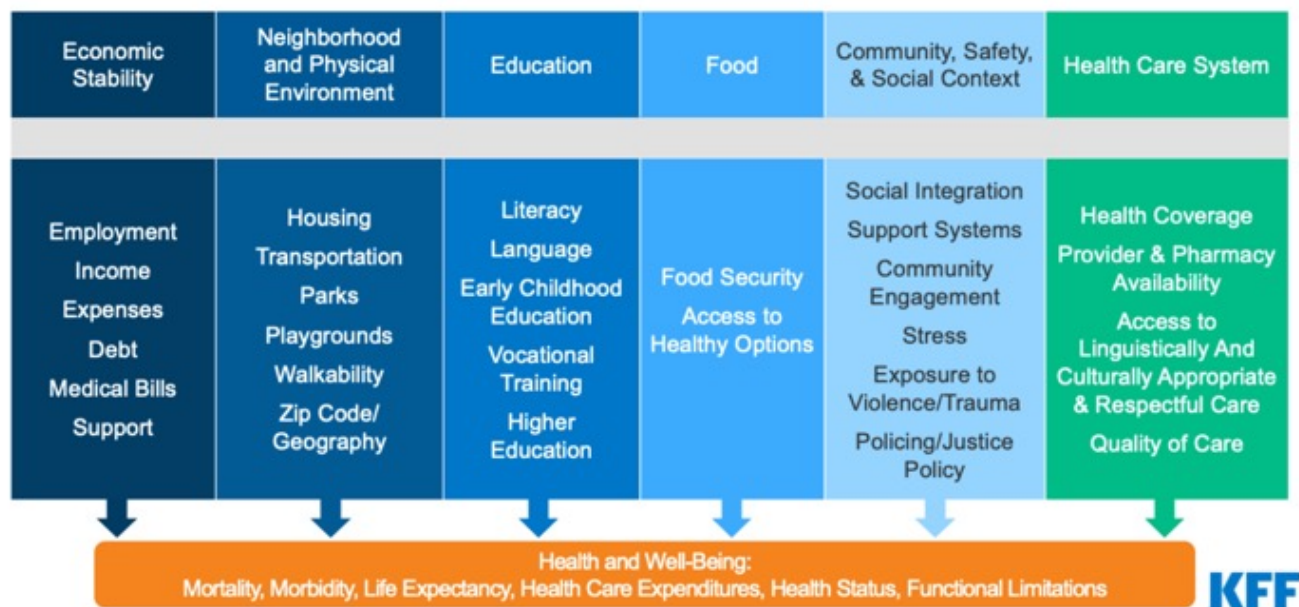 Economic
Stability
Neighborhood
and Physical
Environment
Education
Food
Community, Safety,
& Social Context
Health Care System
Employment
Income
Expenses
Debt
Medical Bills
Support
Housing
Transportation
Parks
Playgrounds
Walkability
Zip Code/
Geography
Literacy
Language
Early Childhood
Education
Vocational
Training
Higher
Education
Food Security
Access to
Healthy Options
Social Integration
Support Systems
Community
Engagement
Stress
Exposure to
Violence/Trauma
Policing/Justice
Policy
Health Coverage
Provider & Pharmacy
Availability
Access to
Linguistically And
Culturally Appropriate
& Respectful Care
Quality of Care
Health and Well-Being:
Mortality, Morbidity, Life Expectancy, Health Care Expenditures, Health Status, Functional Limitations
KFF